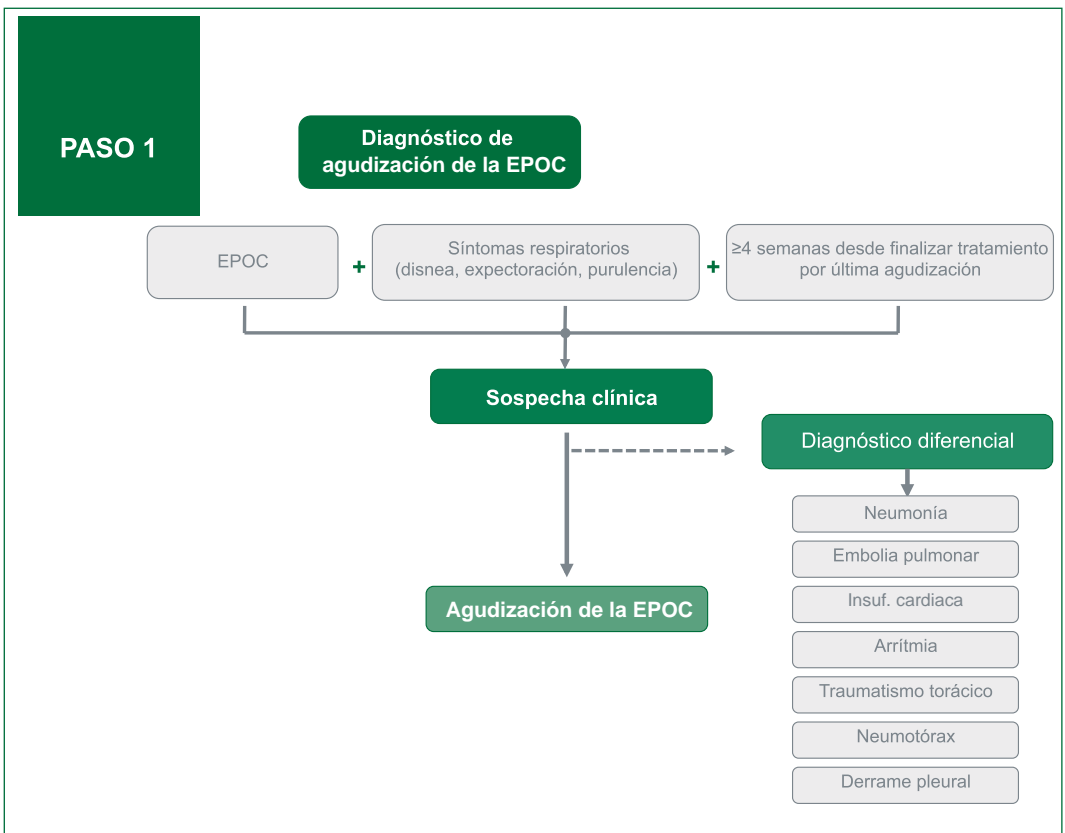 PASO 1
Diagnóstico de
agudización de la EPOC
EPOC
+
Síntomas respiratorios
(disnea, expectoración, purulencia)
+
≥4 semanas desde finalizar tratamiento
por última agudización
Sospecha clínica
Diagnóstico diferencial
Neumonía
Embolia pulmonar
Insuf. cardiaca
Arrítmia
Traumatismo torácico
Neumotórax
Derrame pleural
Agudización de la EPOC